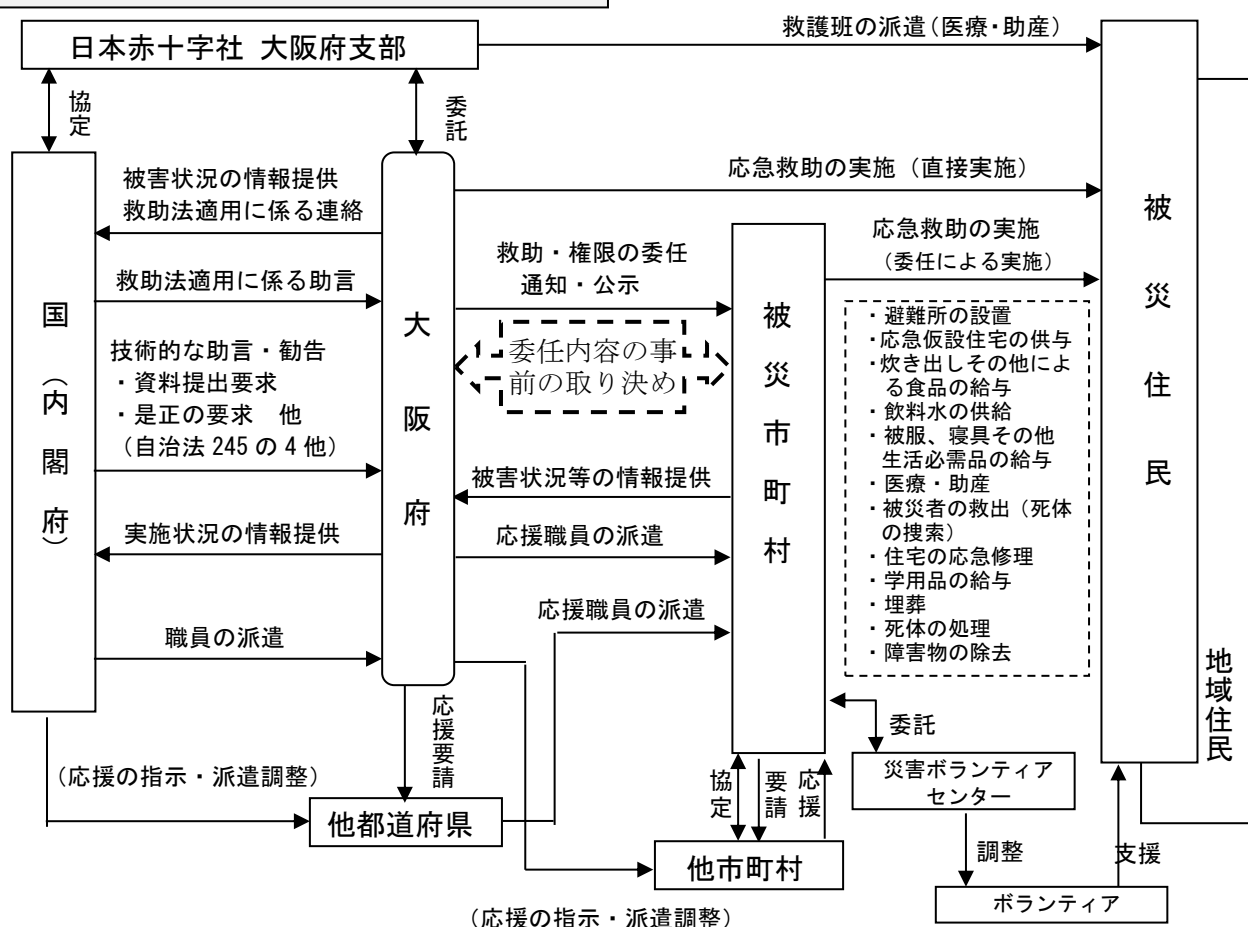 日本赤十字社 大阪府支部
救護班の派遣(医療・助産)
協定
委託
被害状況の情報提供
救助法適用に係る連絡
応急救助の実施（直接実施）
救助・権限の委任
通知・公示
応急救助の実施
（委任による実施）
救助法適用に係る助言
国（内閣府）
大阪府
被災市町村
被災住民
地域住民
委任内容の事
前の取り決め
技術的な助言・勧告
・資料提出要求
・是正の要求　他
（自治法 245 の 4 他）
・避難所の設置
・応急仮設住宅の供与
・炊き出しその他によ
る食品の給与
・飲料水の供給
・被服、寝具その他
生活必需品の給与
・医療・助産
・被災者の救出（死体
の捜索）
・住宅の応急修理
・学用品の給与
・埋葬
・死体の処理
・障害物の除去
被害状況等の情報提供
実施状況の情報提供
応援職員の派遣
応援職員の派遣
職員の派遣
応援要請
（応援の指示・派遣調整）
他都道府県
協定
要請
応援
委託
災害ボランティア
センター
他市町村
調整
支援
ボランティア
（応援の指示・派遣調整）